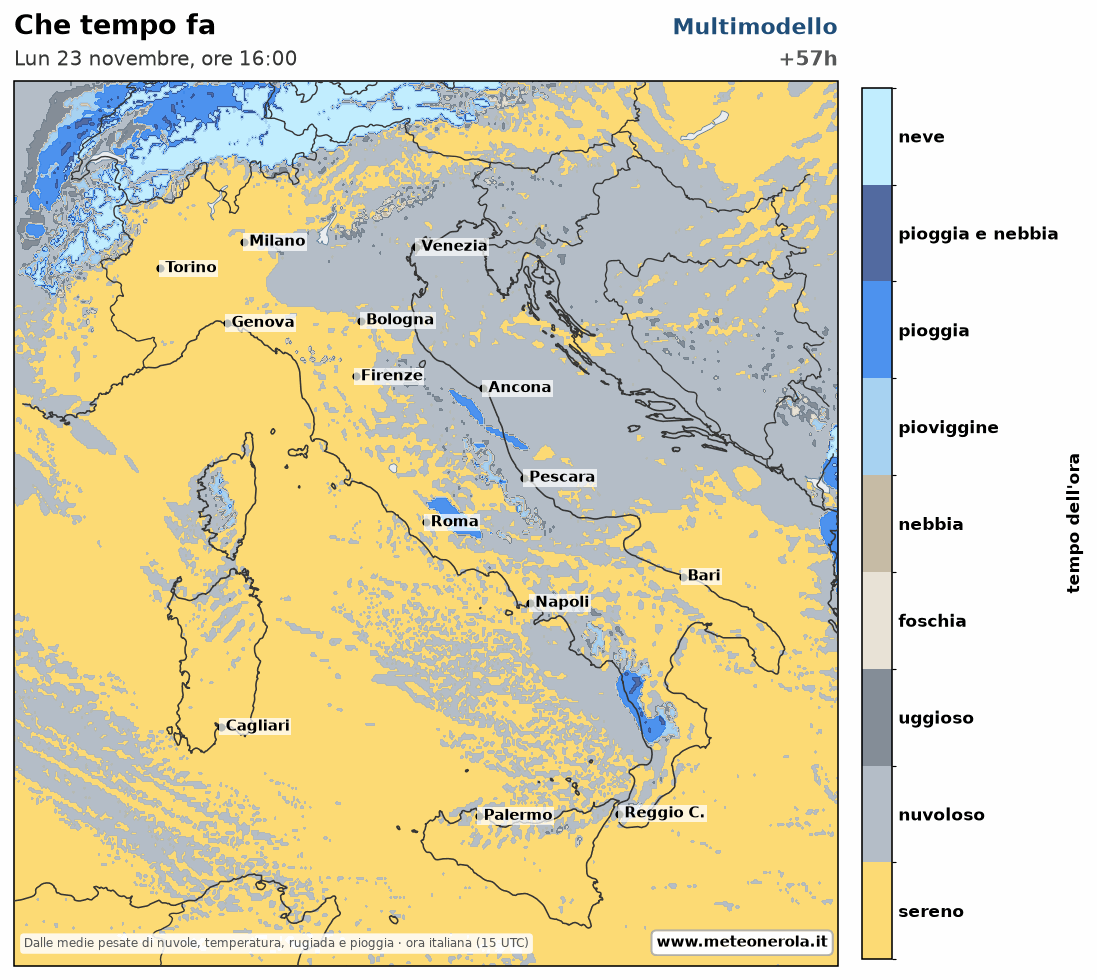 Che tempo fa
Multimodello
Lun 23 novembre, ore 16:00
+57h
Milano
Venezia
Torino
Genova
Bologna
Firenze
Ancona
Pescara
Roma
Bari
Napoli
Cagliari
Palermo
Reggio C.
Dalle medie pesate di nuvole, temperatura, rugiada e pioggia · ora italiana (15 UTC)
www.meteonerola.it
neve
pioggia e nebbia
pioggia
pioviggine
nebbia
foschia
uggioso
nuvoloso
sereno
tempo dell'ora